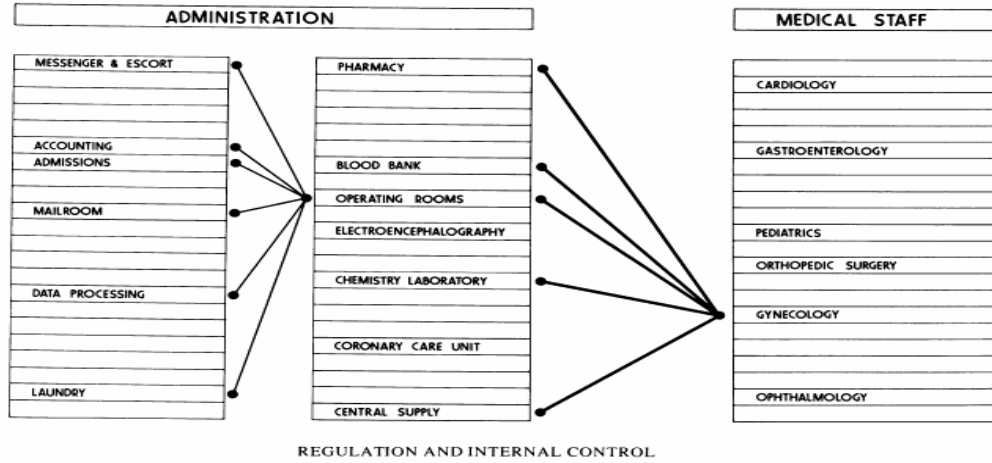 ADMINISTRATION
MEDICAL STAFF
MESSENGER & ESCORT
ACCOUNTING
ADMISSIONS
MAILROOM
DATA PROCESSING
LAUNDRY
PHARMACY
BLOOD BANK
OPERATING ROOMS
ELECTROENCEPHALOGRAPHY
CHEMISTRY LABORATORY
CORONARY CARE UNIT
CENTRAL SUPPLY
CARDIOLOGY
GASTROENTEROLOGY
PEDIATRICS
ORTHOPEDIC SURGERY
GYNECOLOGY
OPHTHALMOLOGY
REGULATION AND INTERNAL CONTROL